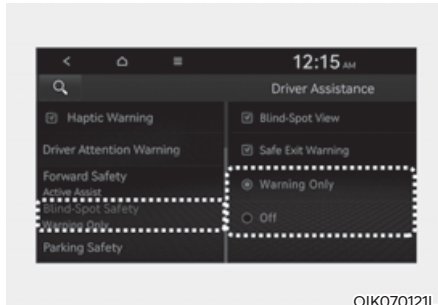 12:15 AM
Driver Assistance
Haptic Warning
Driver Attention Warning
Forward Safety
Active Assist
Blind-Spot Safety
Warning Only
Parking Safety
Blind-Spot View
Safe Exit Warning
Warning Only
Off
OIK070121L